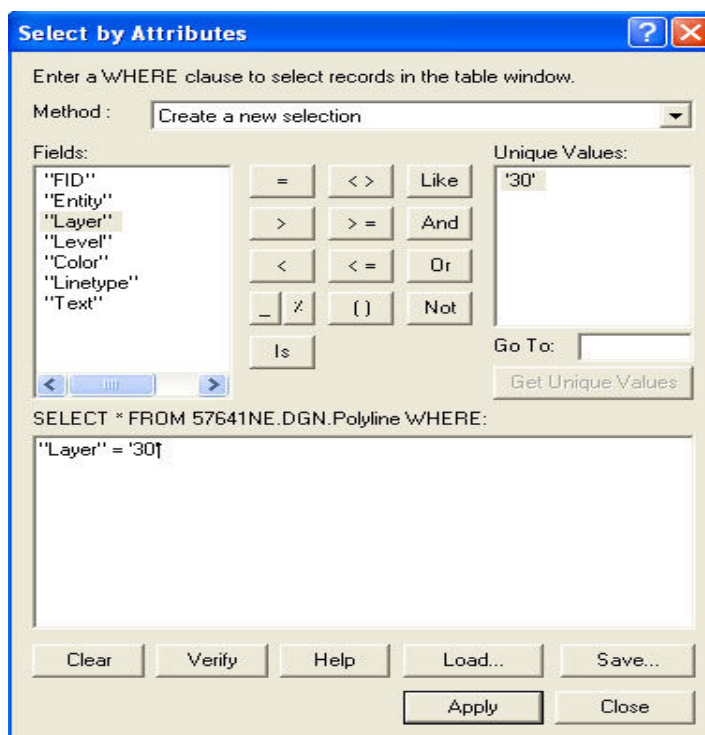 Select by Attributes
Enter a WHERE clause to select records in the table window.
Method : Create a new selection
Fields:
"FID"
"Entity"
"Layer"
"Level"
"Color"
"Linetype"
"Text"
= < > Like
> > = And
< < = Or
_ % ( ) Not
Is
Unique Values:
'30'
Go To:
Get Unique Values
SELECT * FROM 57641NE.DGN.Polyline WHERE:
"Layer" = '30'
Clear Verify Help Load... Save...
Apply Close